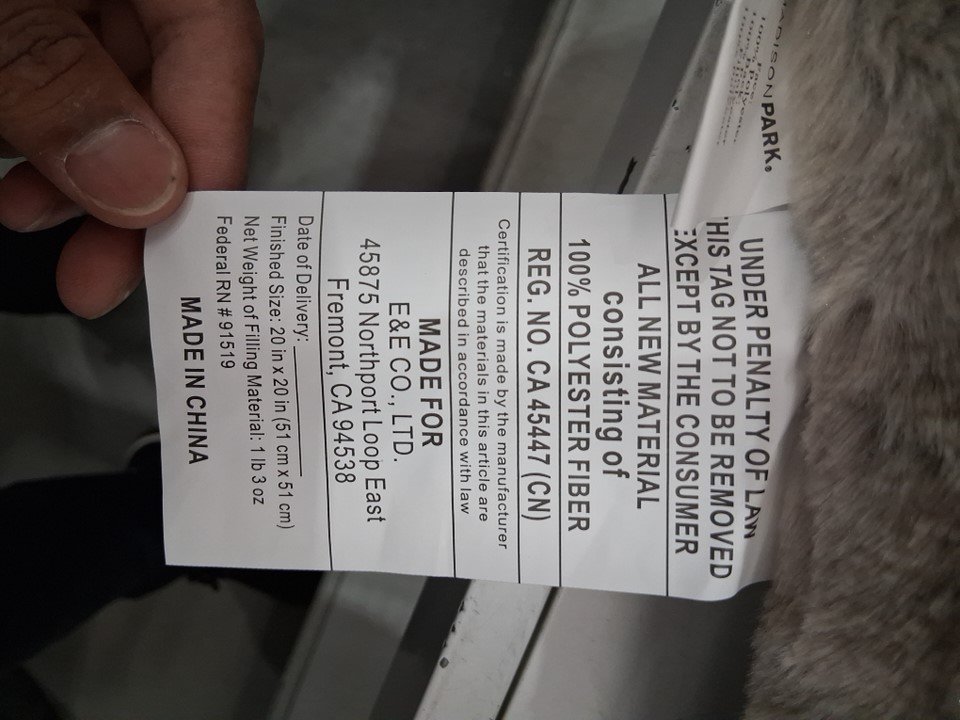 MADISONPARK®
UNDER PENALTY OF LAW
THIS TAG NOT TO BE REMOVED
EXCEPT BY THE CONSUMER
ALL NEW MATERIAL
consisting of
100% POLYESTER FIBER
REG. NO. CA 45447 (CN)
Certification is made by the manufacturer
that the materials in this article are
described in accordance with law
MADE FOR
E&E CO., LTD.
45875 Northport Loop East
Fremont, CA 94538
Date of Delivery:
Finished Size: 20 in x 20 in (51 cm x 51 cm)
Net Weight of Filling Material: 1 lb 3 oz
Federal RN # 91519
MADE IN CHINA